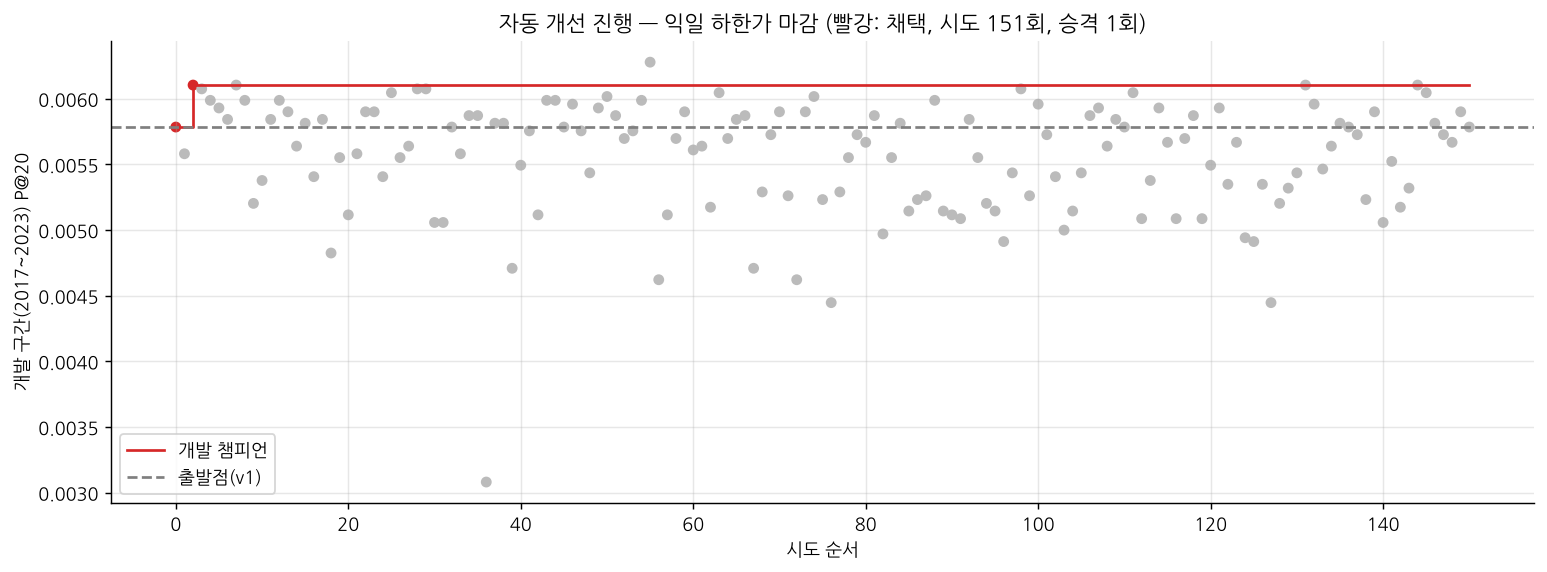 자동 개선 진행 — 익일 하한가 마감 (빨강: 채택, 시도 151회, 승격 1회)
개발 구간(2017~2023) P@20
0.0060
0.0055
0.0050
0.0045
0.0040
0.0035
0.0030
개발 챔피언
출발점(v1)
0 20 40 60 80 100 120 140
시도 순서